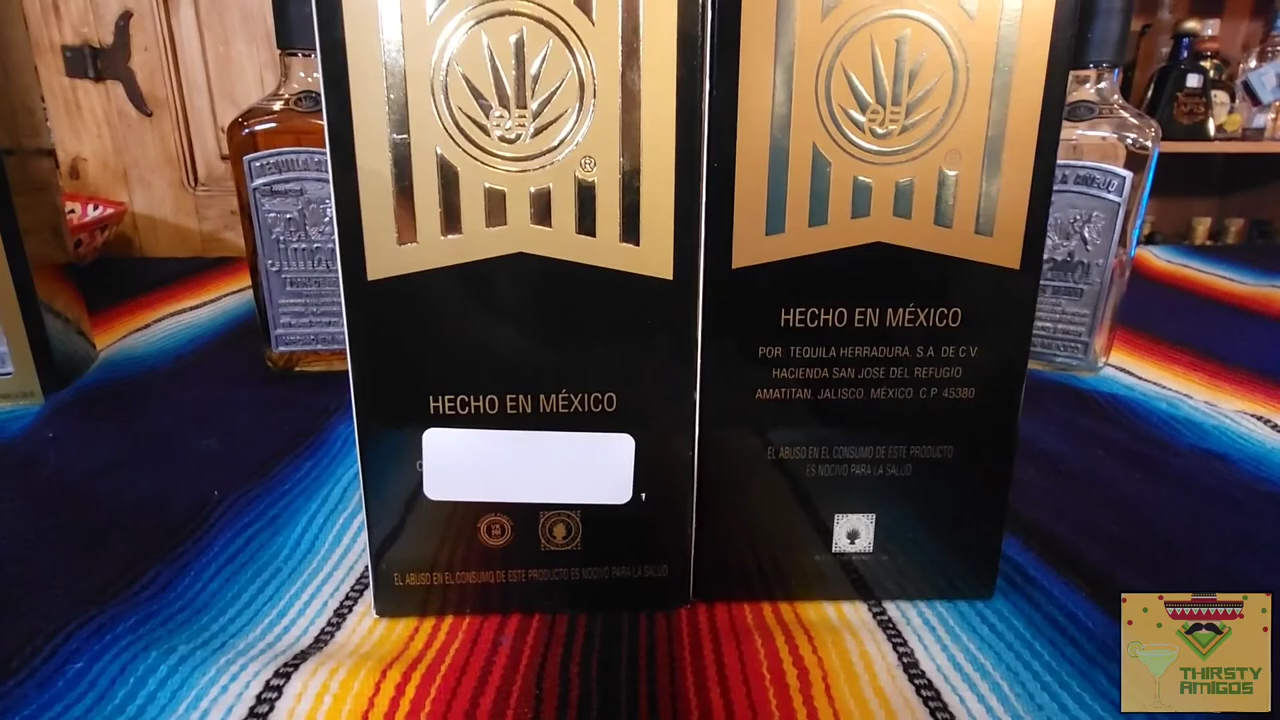 HECHO EN MÉXICO
EL ABUSO EN EL CONSUMO DE ESTE PRODUCTO ES NOCIVO PARA LA SALUD
®
HECHO EN MÉXICO
POR: TEQUILA HERRADURA, S.A. DE C.V
HACIENDA SAN JOSE DEL REFUGIO
AMATITAN, JALISCO, MÉXICO. C.P. 45380
EL ABUSO EN EL CONSUMO DE ESTE PRODUCTO
ES NOCIVO PARA LA SALUD
TEQUILA
AÑEJO
THIRSTY
AMIGOS